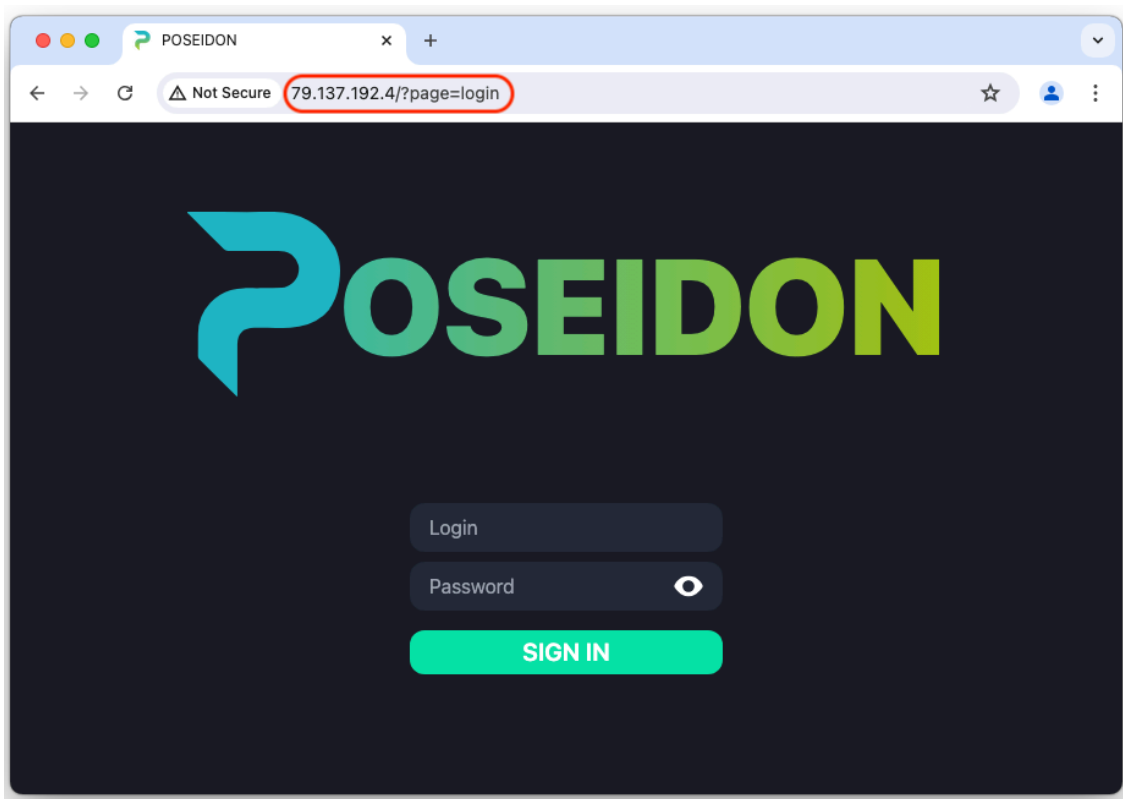 POSEIDON
Not Secure 79.137.192.4/?page=login
POSEIDON
Login
Password
SIGN IN